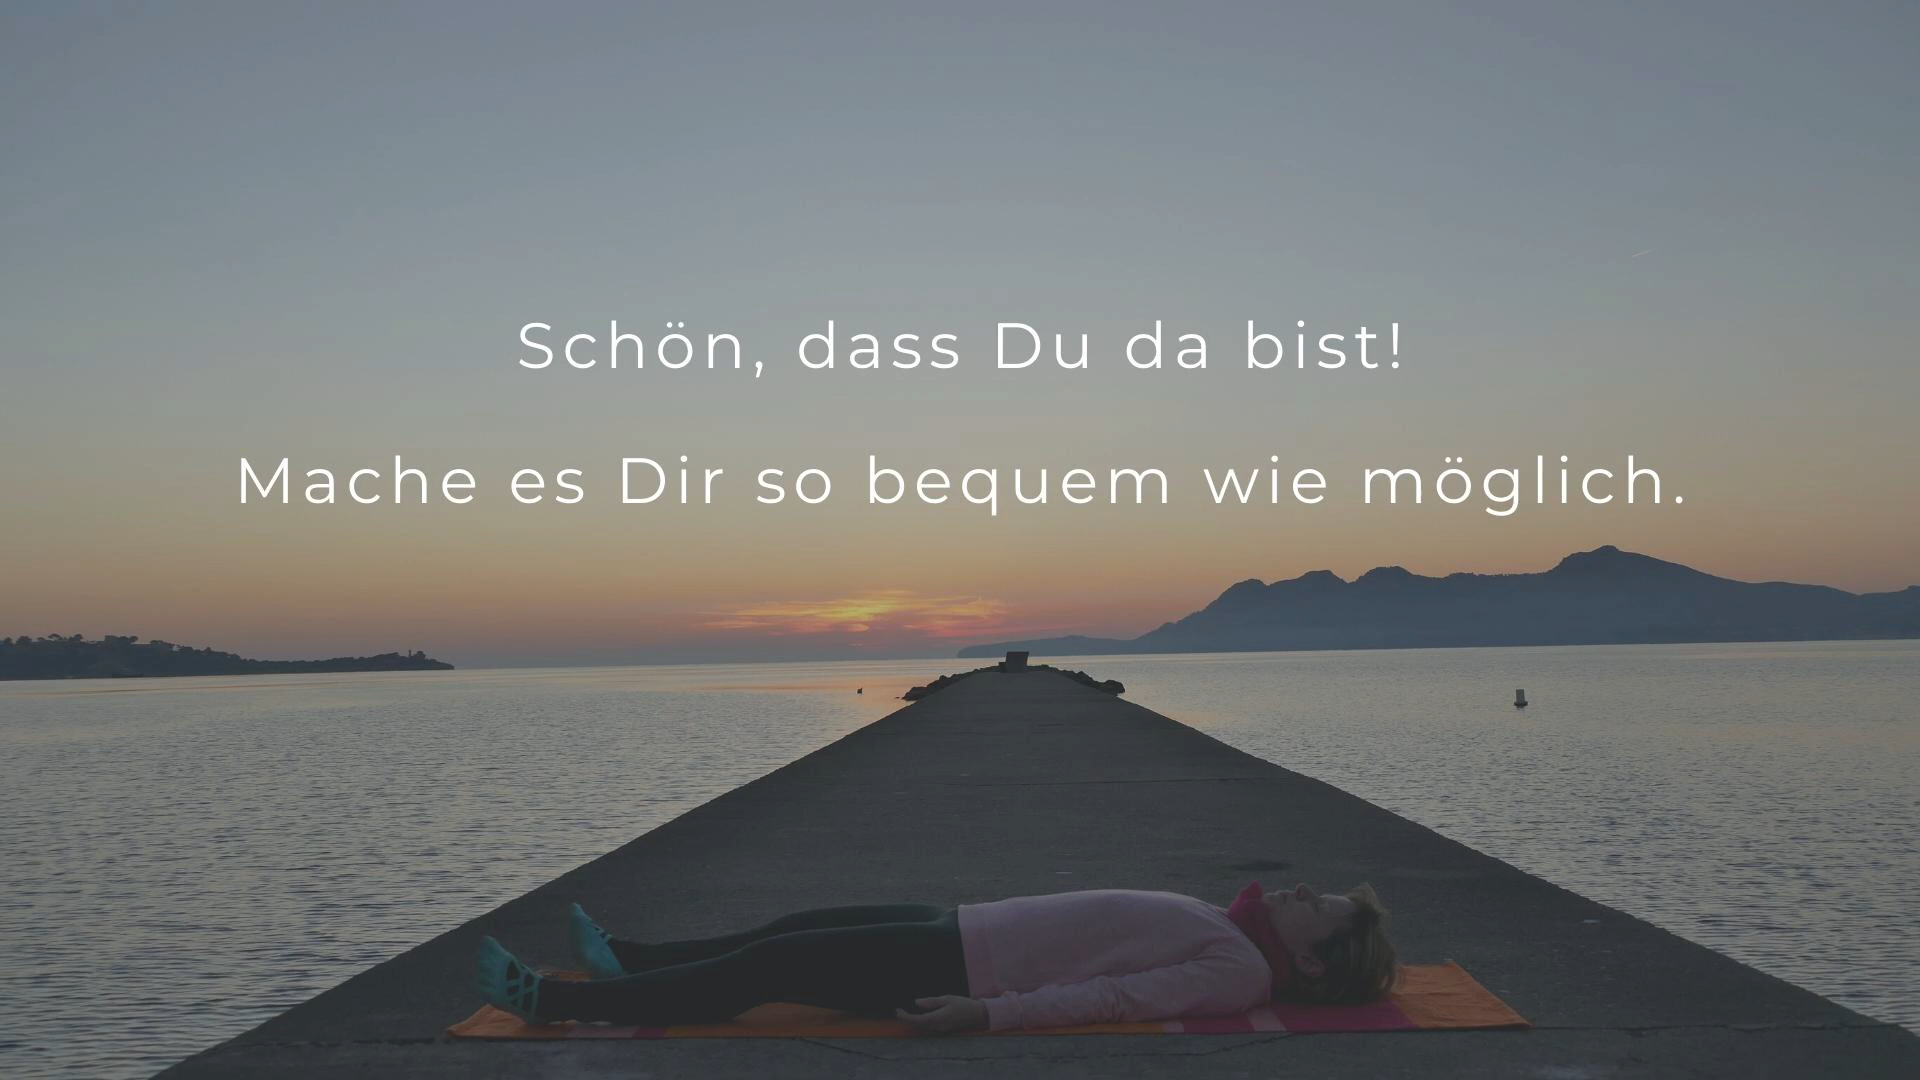 Schön, dass Du da bist!
Mache es Dir so bequem wie möglich.